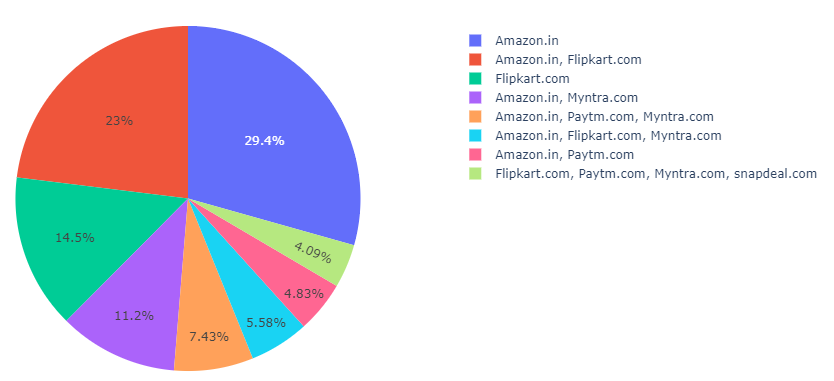 29.4%
23%
14.5%
11.2%
7.43%
5.58%
4.83%
4.09%
Amazon.in
Amazon.in, Flipkart.com
Flipkart.com
Amazon.in, Myntra.com
Amazon.in, Paytm.com, Myntra.com
Amazon.in, Flipkart.com, Myntra.com
Amazon.in, Paytm.com
Flipkart.com, Paytm.com, Myntra.com, snapdeal.com